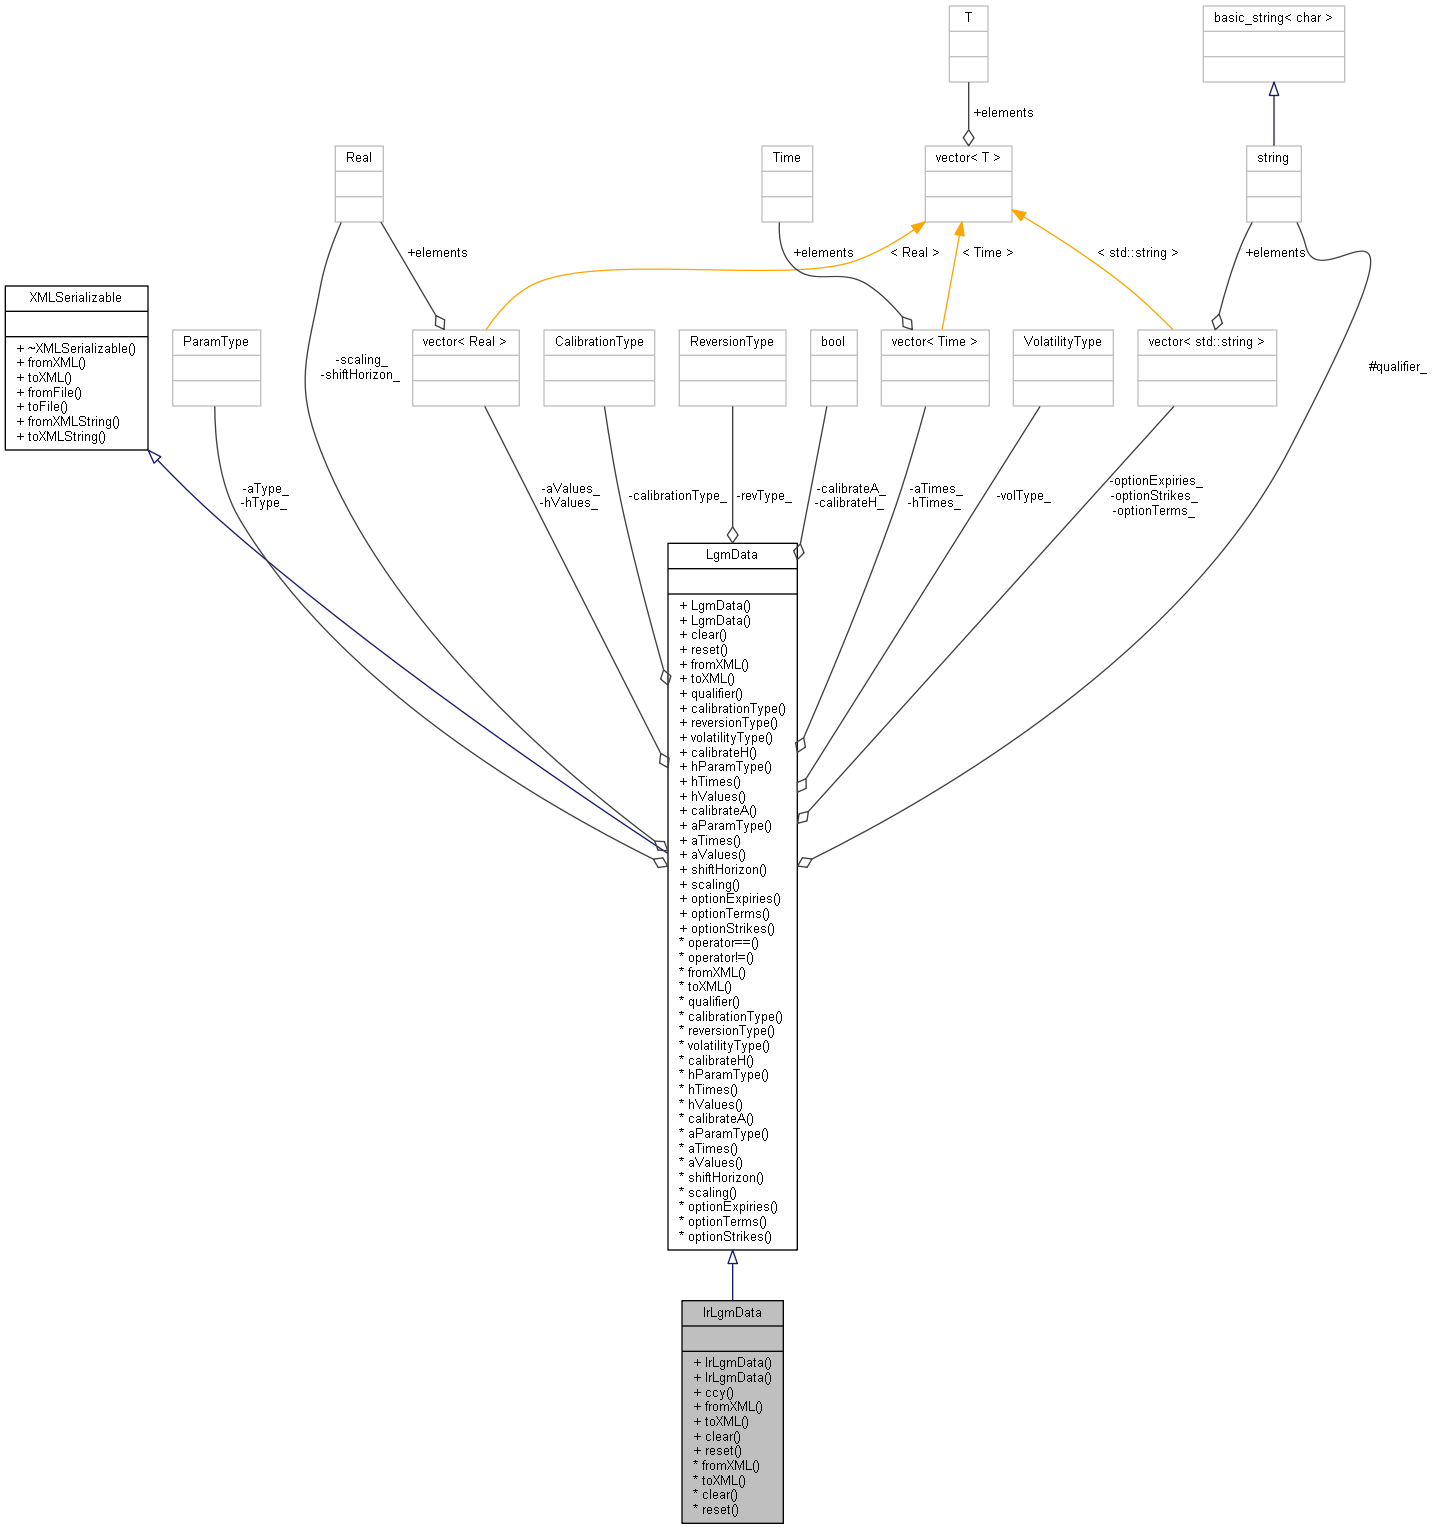 T
basic_string< char >
+elements
Real
Time
vector< T >
string
+elements
+elements
< Real >
< Time >
< std::string >
+elements
XMLSerializable
+ ~XMLSerializable()
+ fromXML()
+ toXML()
+ fromFile()
+ toFile()
+ fromXMLString()
+ toXMLString()
ParamType
vector< Real >
CalibrationType
ReversionType
bool
vector< Time >
VolatilityType
vector< std::string >
-scaling_
-shiftHorizon_
#qualifier_
-aType_
-hType_
-aValues_
-hValues_
-calibrationType_
-revType_
-calibrateA_
-calibrateH_
-aTimes_
-hTimes_
-volType_
-optionExpiries_
-optionStrikes_
-optionTerms_
LgmData
+ LgmData()
+ LgmData()
+ clear()
+ reset()
+ fromXML()
+ toXML()
+ qualifier()
+ calibrationType()
+ reversionType()
+ volatilityType()
+ calibrateH()
+ hParamType()
+ hTimes()
+ hValues()
+ calibrateA()
+ aParamType()
+ aTimes()
+ aValues()
+ shiftHorizon()
+ scaling()
+ optionExpiries()
+ optionTerms()
+ optionStrikes()
* operator==()
* operator!=()
* fromXML()
* toXML()
* qualifier()
* calibrationType()
* reversionType()
* volatilityType()
* calibrateH()
* hParamType()
* hTimes()
* hValues()
* calibrateA()
* aParamType()
* aTimes()
* aValues()
* shiftHorizon()
* scaling()
* optionExpiries()
* optionTerms()
* optionStrikes()
IrLgmData
+ IrLgmData()
+ IrLgmData()
+ ccy()
+ fromXML()
+ toXML()
+ clear()
+ reset()
* fromXML()
* toXML()
* clear()
* reset()